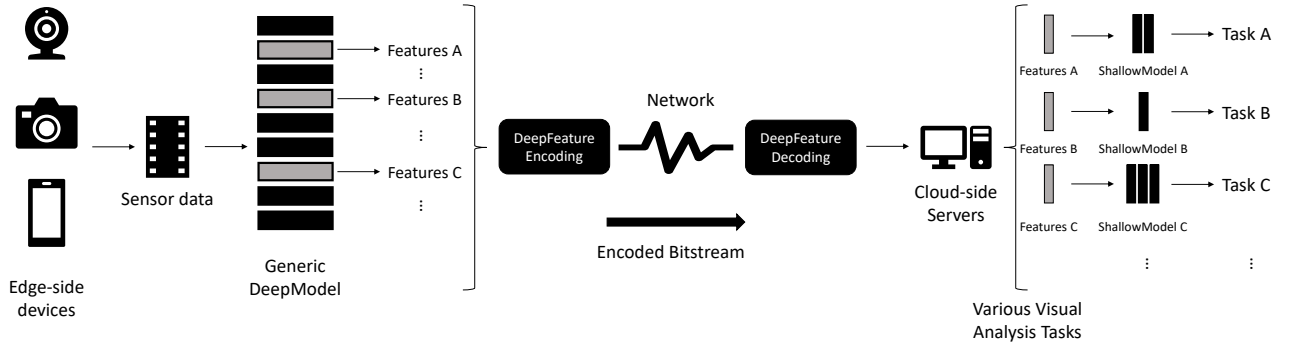 Edge-side
devices
Sensor data
Generic
DeepModel
Features A
⋮
Features B
⋮
Features C
⋮
DeepFeature
Encoding
Network
DeepFeature
Decoding
Encoded Bitstream
Cloud-side
Servers
Features A
ShallowModel A
Task A
Features B
ShallowModel B
Task B
Features C
ShallowModel C
Task C
⋮
⋮
Various Visual
Analysis Tasks